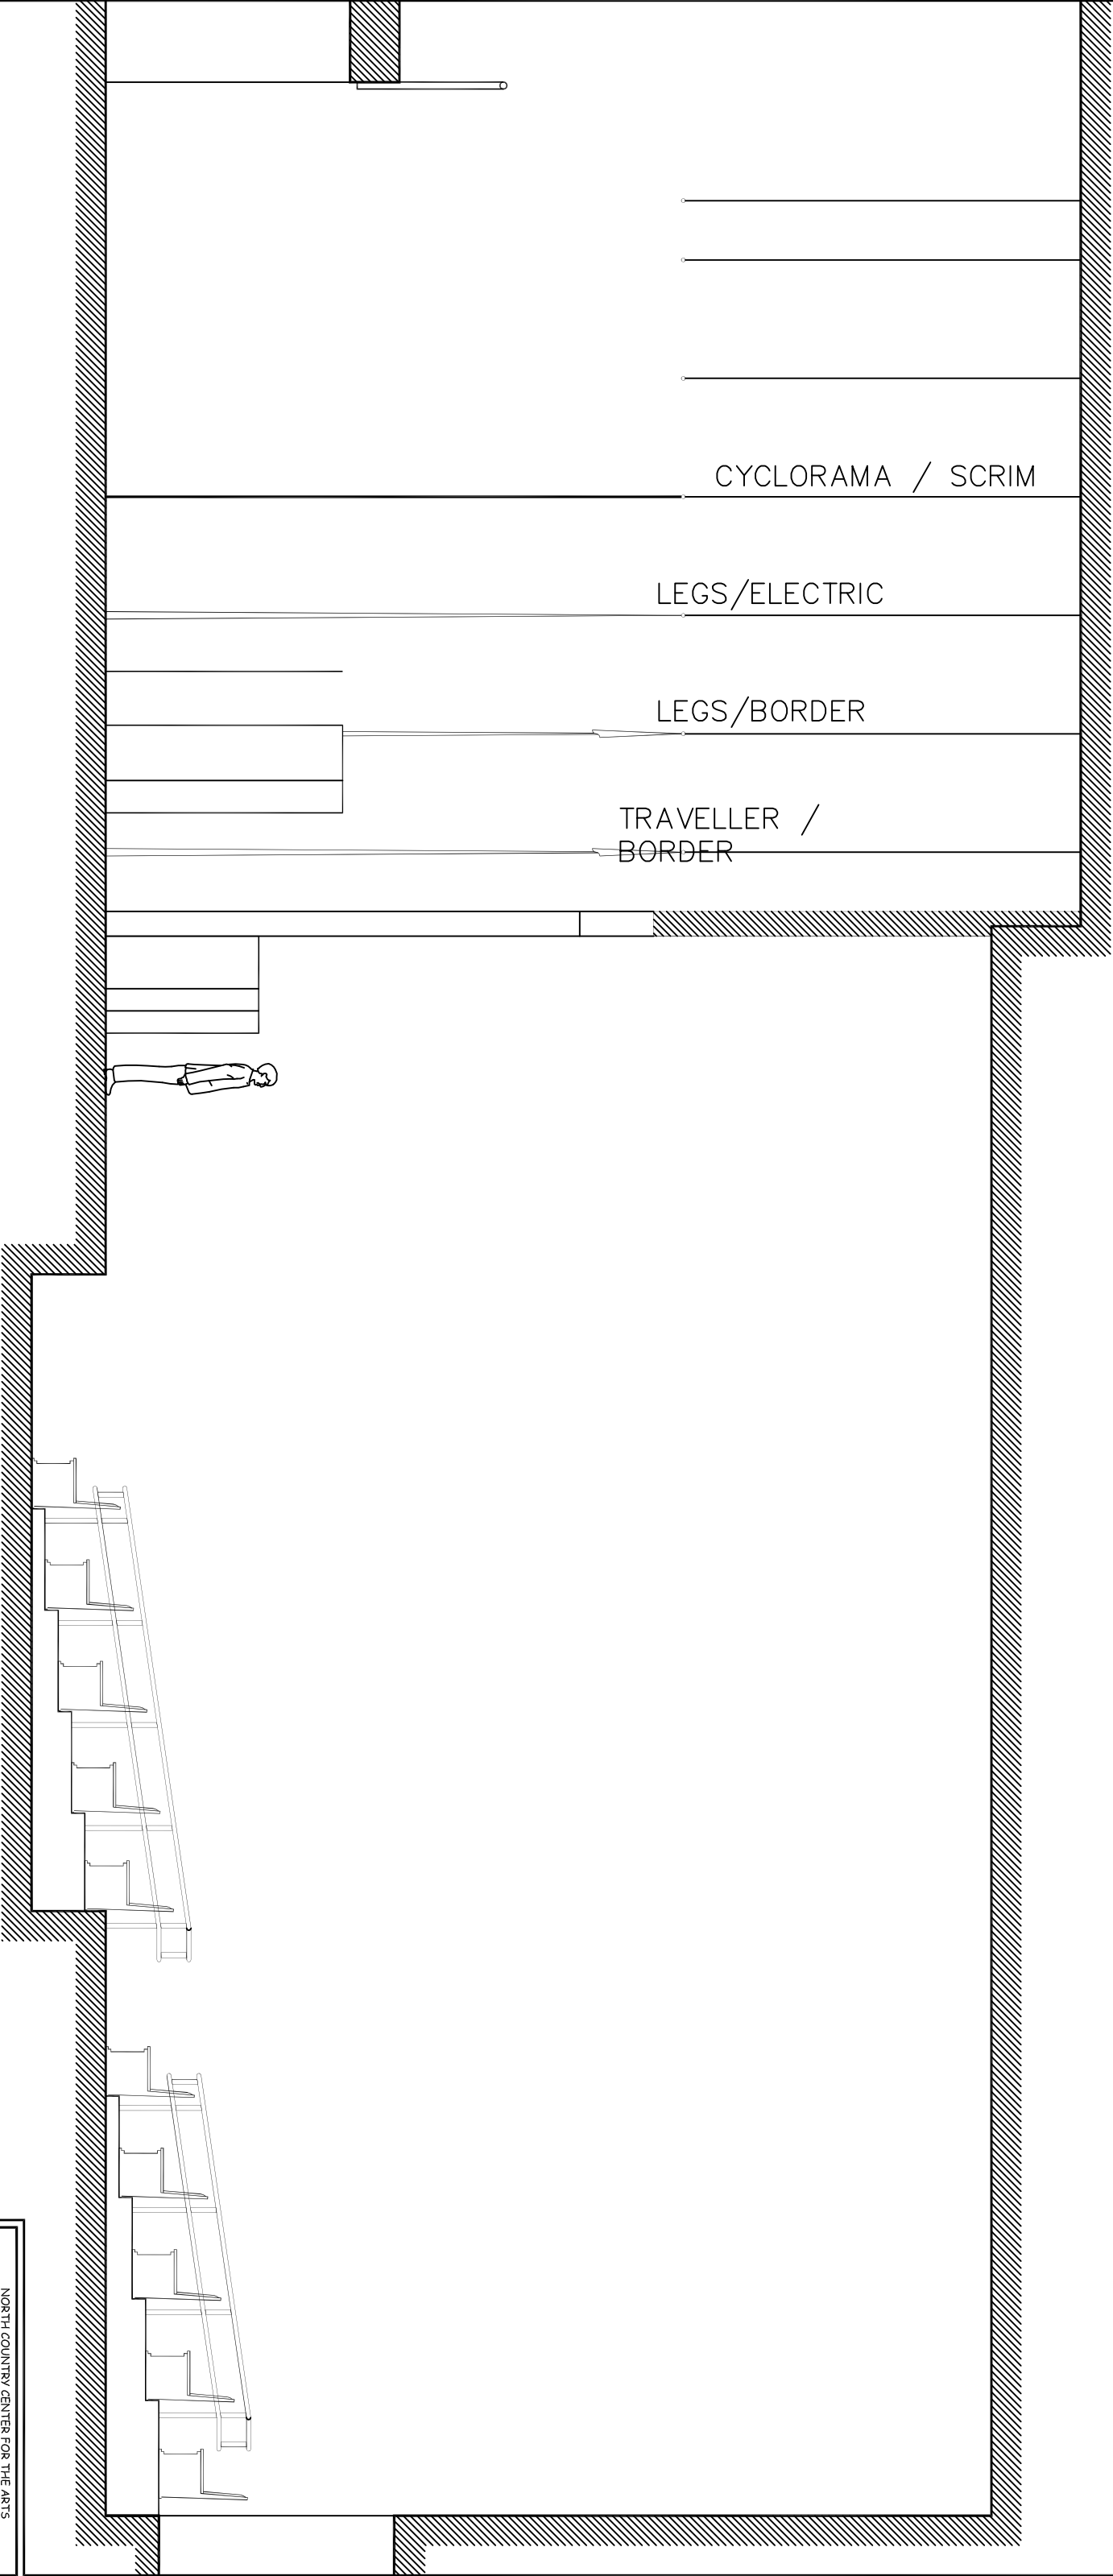 CYCLORAMA / SCRIM
LEGS/ELECTRIC
LEGS/BORDER
TRAVELLER /
BORDER
NORTH COUNTRY CENTER FOR THE ARTS